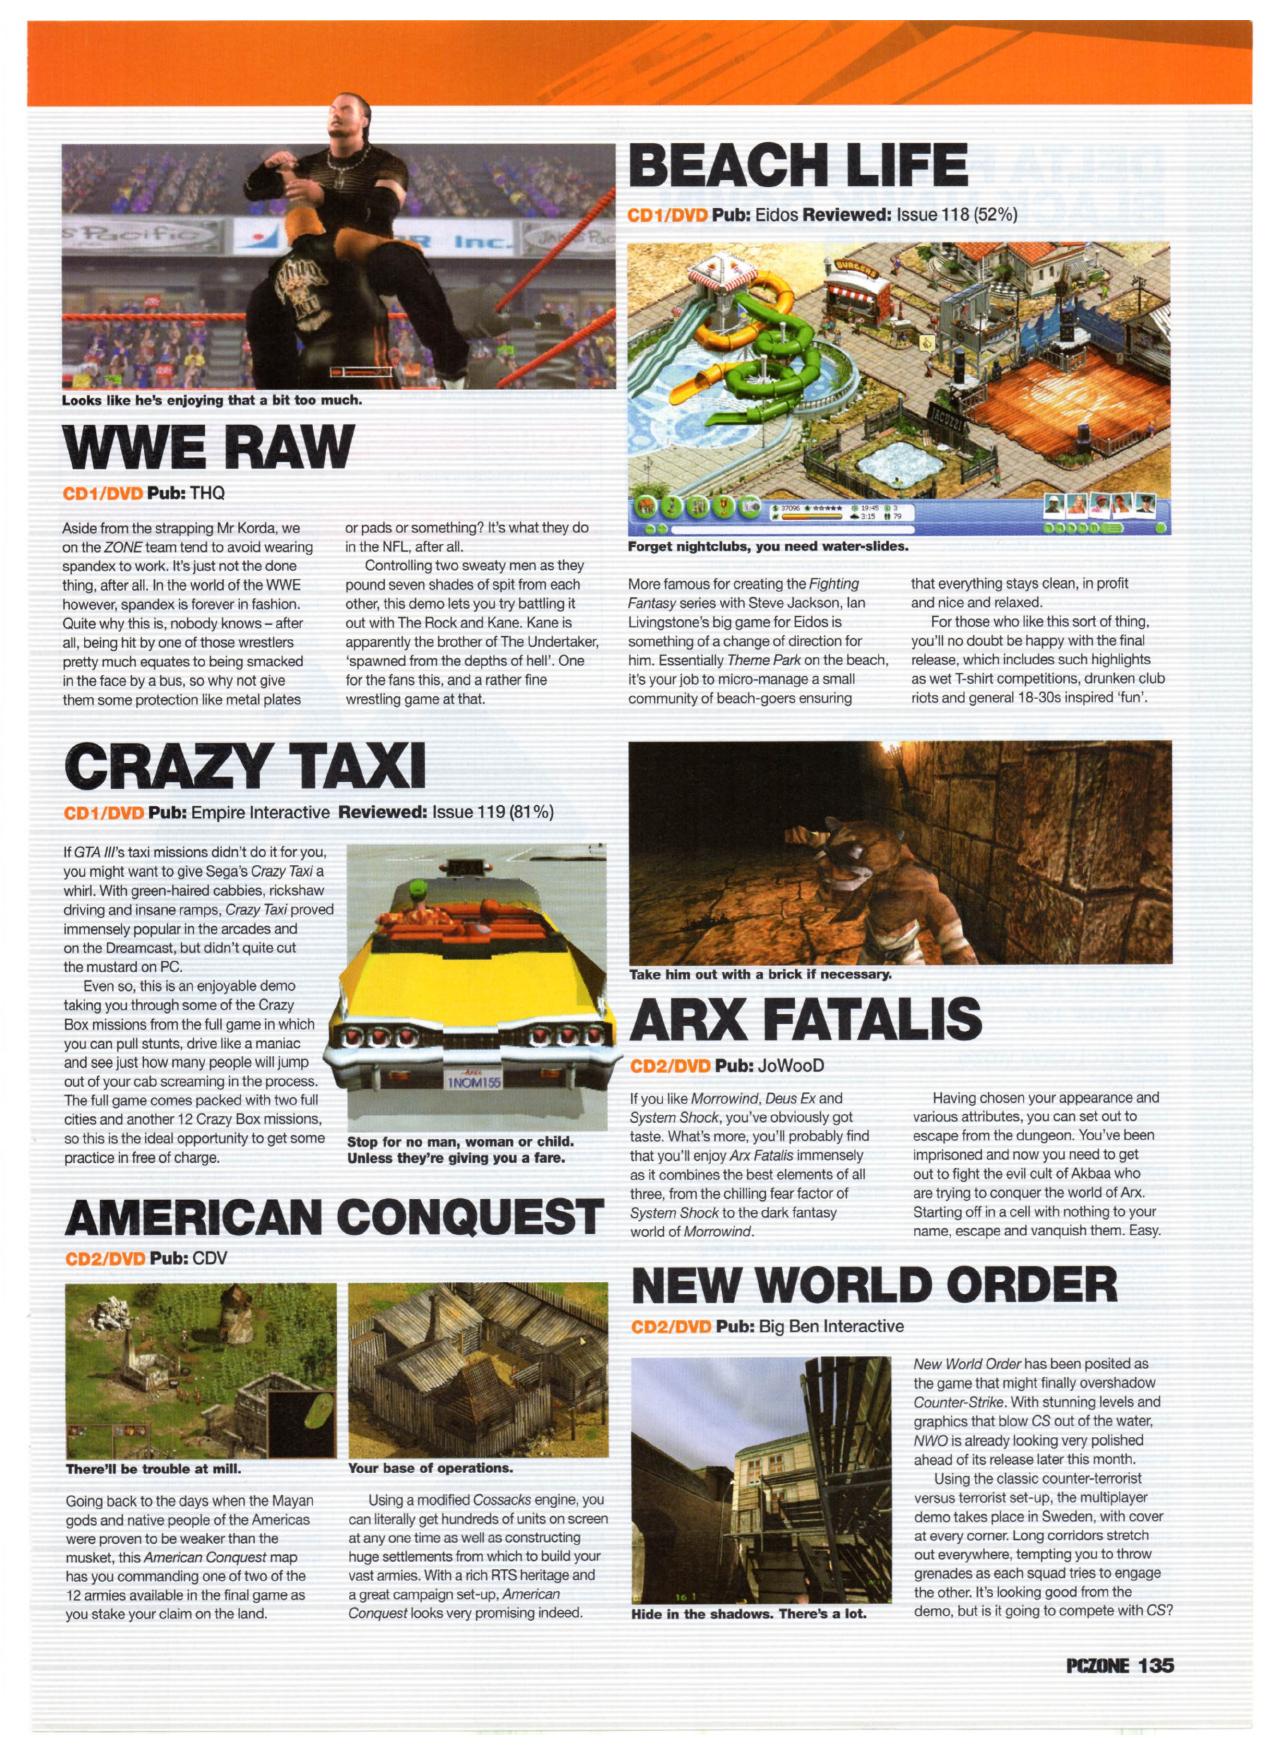 Looks like he's enjoying that a bit too much.
WWE RAW
CD1/DVD Pub: THQ
Aside from the strapping Mr Korda, we
on the ZONE team tend to avoid wearing
spandex to work. It's just not the done
thing, after all. In the world of the WWE
however, spandex is forever in fashion.
Quite why this is, nobody knows – after
all, being hit by one of those wrestlers
pretty much equates to being smacked
in the face by a bus, so why not give
them some protection like metal plates
or pads or something? It's what they do
in the NFL, after all.
Controlling two sweaty men as they
pound seven shades of spit from each
other, this demo lets you try battling it
out with The Rock and Kane. Kane is
apparently the brother of The Undertaker,
'spawned from the depths of hell'. One
for the fans this, and a rather fine
wrestling game at that.
BEACH LIFE
CD1/DVD Pub: Eidos Reviewed: Issue 118 (52%)
BURGERS
JACUZZI
37096
19:45
3
3:15
79
Forget nightclubs, you need water-slides.
More famous for creating the Fighting
Fantasy series with Steve Jackson, Ian
Livingstone's big game for Eidos is
something of a change of direction for
him. Essentially Theme Park on the beach,
it's your job to micro-manage a small
community of beach-goers ensuring
that everything stays clean, in profit
and nice and relaxed.
For those who like this sort of thing,
you'll no doubt be happy with the final
release, which includes such highlights
as wet T-shirt competitions, drunken club
riots and general 18-30s inspired 'fun'.
CRAZY TAXI
CD1/DVD Pub: Empire Interactive Reviewed: Issue 119 (81%)
If GTA III's taxi missions didn't do it for you,
you might want to give Sega's Crazy Taxi a
whirl. With green-haired cabbies, rickshaw
driving and insane ramps, Crazy Taxi proved
immensely popular in the arcades and
on the Dreamcast, but didn't quite cut
the mustard on PC.
Even so, this is an enjoyable demo
taking you through some of the Crazy
Box missions from the full game in which
you can pull stunts, drive like a maniac
and see just how many people will jump
out of your cab screaming in the process.
The full game comes packed with two full
cities and another 12 Crazy Box missions,
so this is the ideal opportunity to get some
practice in free of charge.
TAXI
1NOM155
Stop for no man, woman or child.
Unless they're giving you a fare.
Take him out with a brick if necessary.
ARX FATALIS
CD2/DVD Pub: JoWooD
If you like Morrowind, Deus Ex and
System Shock, you've obviously got
taste. What's more, you'll probably find
that you'll enjoy Arx Fatalis immensely
as it combines the best elements of all
three, from the chilling fear factor of
System Shock to the dark fantasy
world of Morrowind.
Having chosen your appearance and
various attributes, you can set out to
escape from the dungeon. You've been
imprisoned and now you need to get
out to fight the evil cult of Akbaa who
are trying to conquer the world of Arx.
Starting off in a cell with nothing to your
name, escape and vanquish them. Easy.
AMERICAN CONQUEST
CD2/DVD Pub: CDV
There'll be trouble at mill.
Your base of operations.
Going back to the days when the Mayan
gods and native people of the Americas
were proven to be weaker than the
musket, this American Conquest map
has you commanding one of two of the
12 armies available in the final game as
you stake your claim on the land.
Using a modified Cossacks engine, you
can literally get hundreds of units on screen
at any one time as well as constructing
huge settlements from which to build your
vast armies. With a rich RTS heritage and
a great campaign set-up, American
Conquest looks very promising indeed.
NEW WORLD ORDER
CD2/DVD Pub: Big Ben Interactive
Hide in the shadows. There's a lot.
New World Order has been posited as
the game that might finally overshadow
Counter-Strike. With stunning levels and
graphics that blow CS out of the water,
NWO is already looking very polished
ahead of its release later this month.
Using the classic counter-terrorist
versus terrorist set-up, the multiplayer
demo takes place in Sweden, with cover
at every corner. Long corridors stretch
out everywhere, tempting you to throw
grenades as each squad tries to engage
the other. It's looking good from the
demo, but is it going to compete with CS?
PCZONE 135